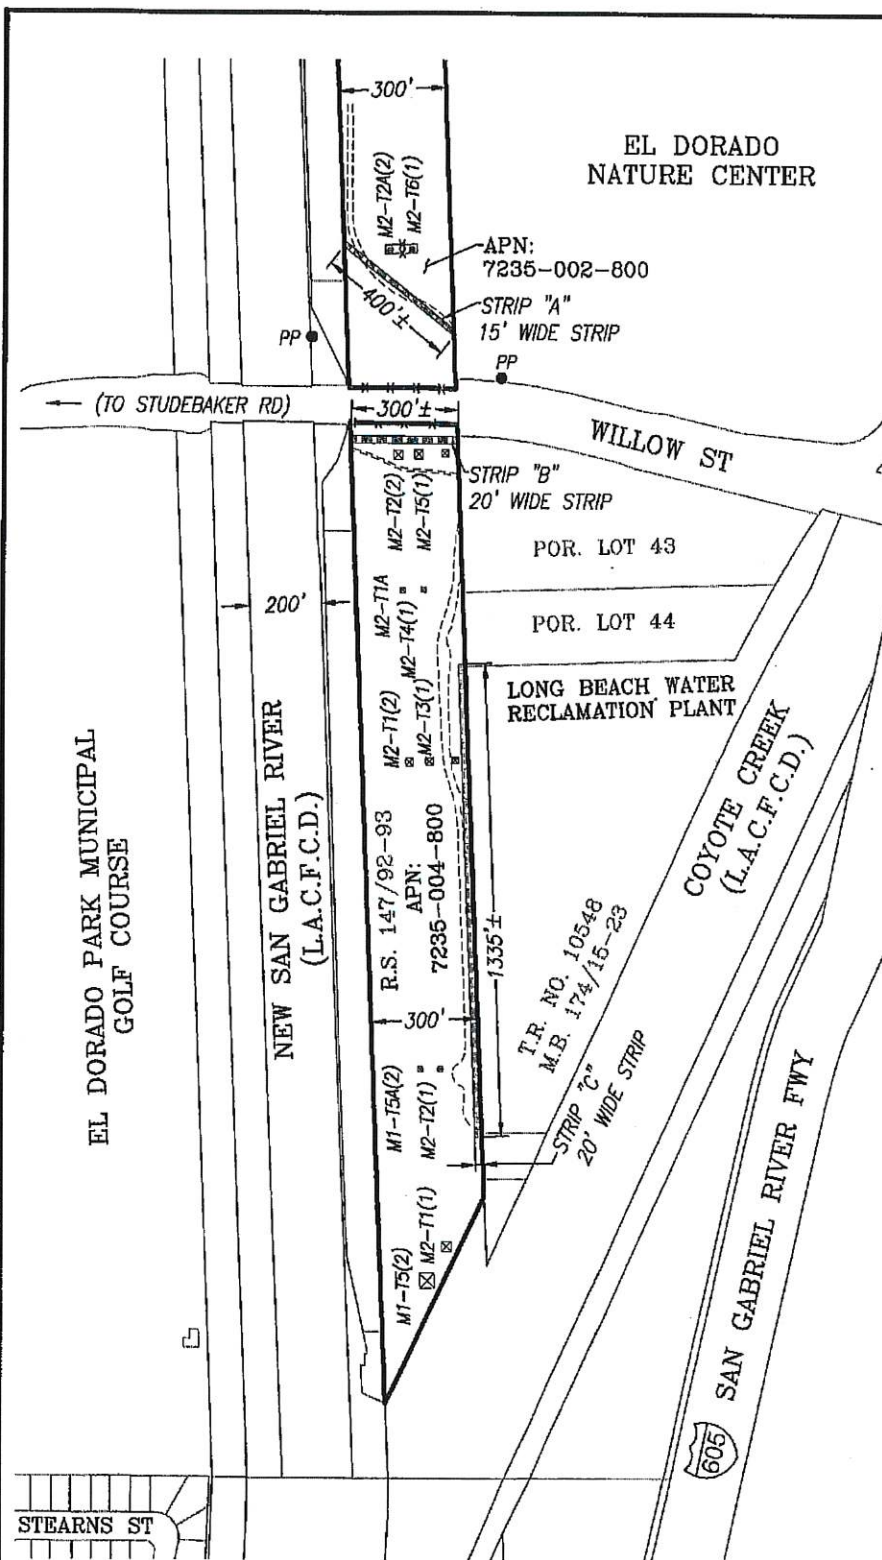 300'
EL DORADO
NATURE CENTER
M2-T2A(2)
M2-T6(1)
APN:
7235-002-800
400'±
STRIP "A"
15' WIDE STRIP
PP
PP
← (TO STUDEBAKER RD)
300'±
WILLOW ST
STRIP "B"
20' WIDE STRIP
M2-T2(2)
M2-T5(1)
POR. LOT 43
200'
M2-T1A
M2-T4(1)
POR. LOT 44
LONG BEACH WATER
RECLAMATION PLANT
M2-T1(2)
M2-T3(1)
EL DORADO PARK MUNICIPAL
GOLF COURSE
NEW SAN GABRIEL RIVER
(L.A.C.F.C.D.)
COYOTE CREEK
(L.A.C.F.C.D.)
R.S. 147/92-93
APN:
7235-004-800
1335'±
300'
T.R. NO. 10548
M.B. 174/15-23
STRIP "C"
20' WIDE STRIP
M1-T5A(2)
M2-T2(1)
M1-T5(2)
M2-T1(1)
SAN GABRIEL RIVER FWY
605
STEARNS ST